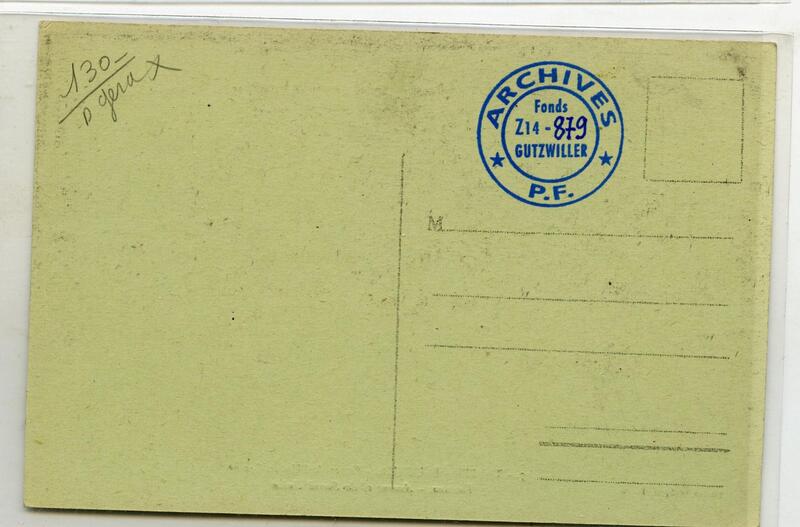 130-
ARCHIVES
Fonds
Z14 - 879
GUTZWILLER
P.F.
M